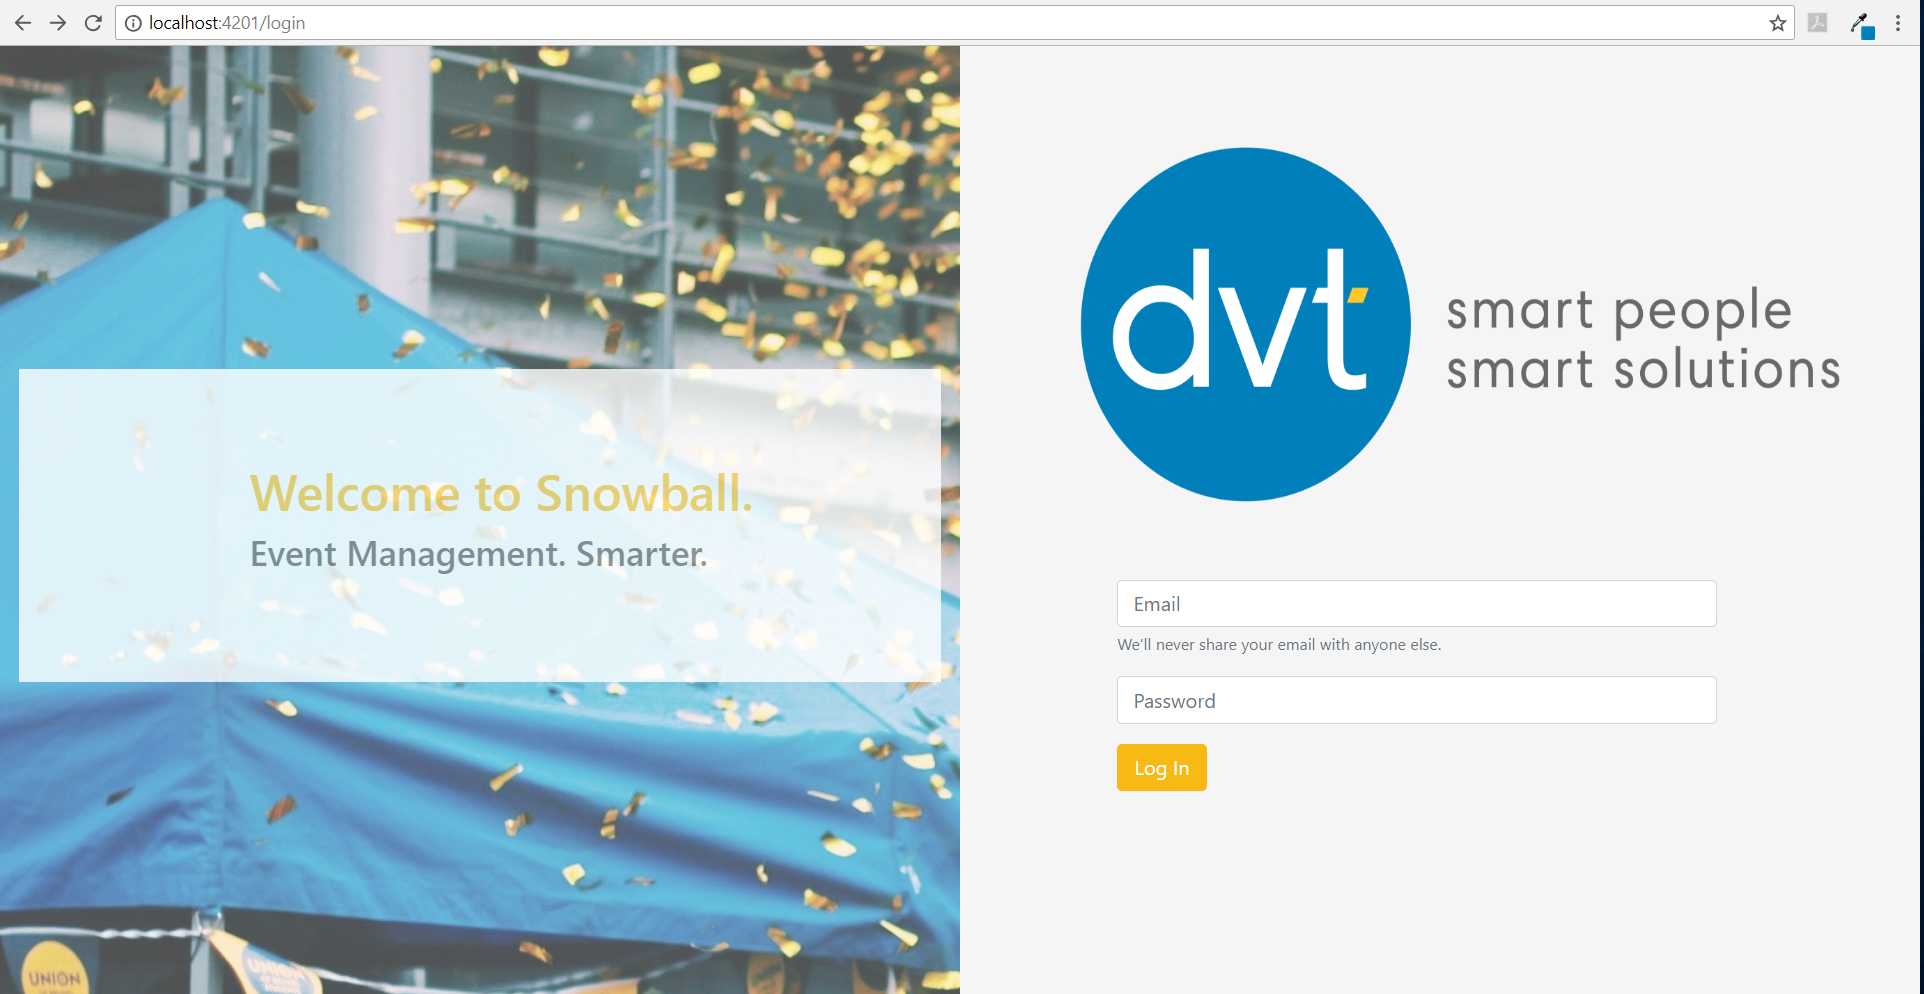 localhost:4201/login
Welcome to Snowball.
Event Management. Smarter.
UNION
UNION
dvt
smart people
smart solutions
Email
We'll never share your email with anyone else.
Password
Log In